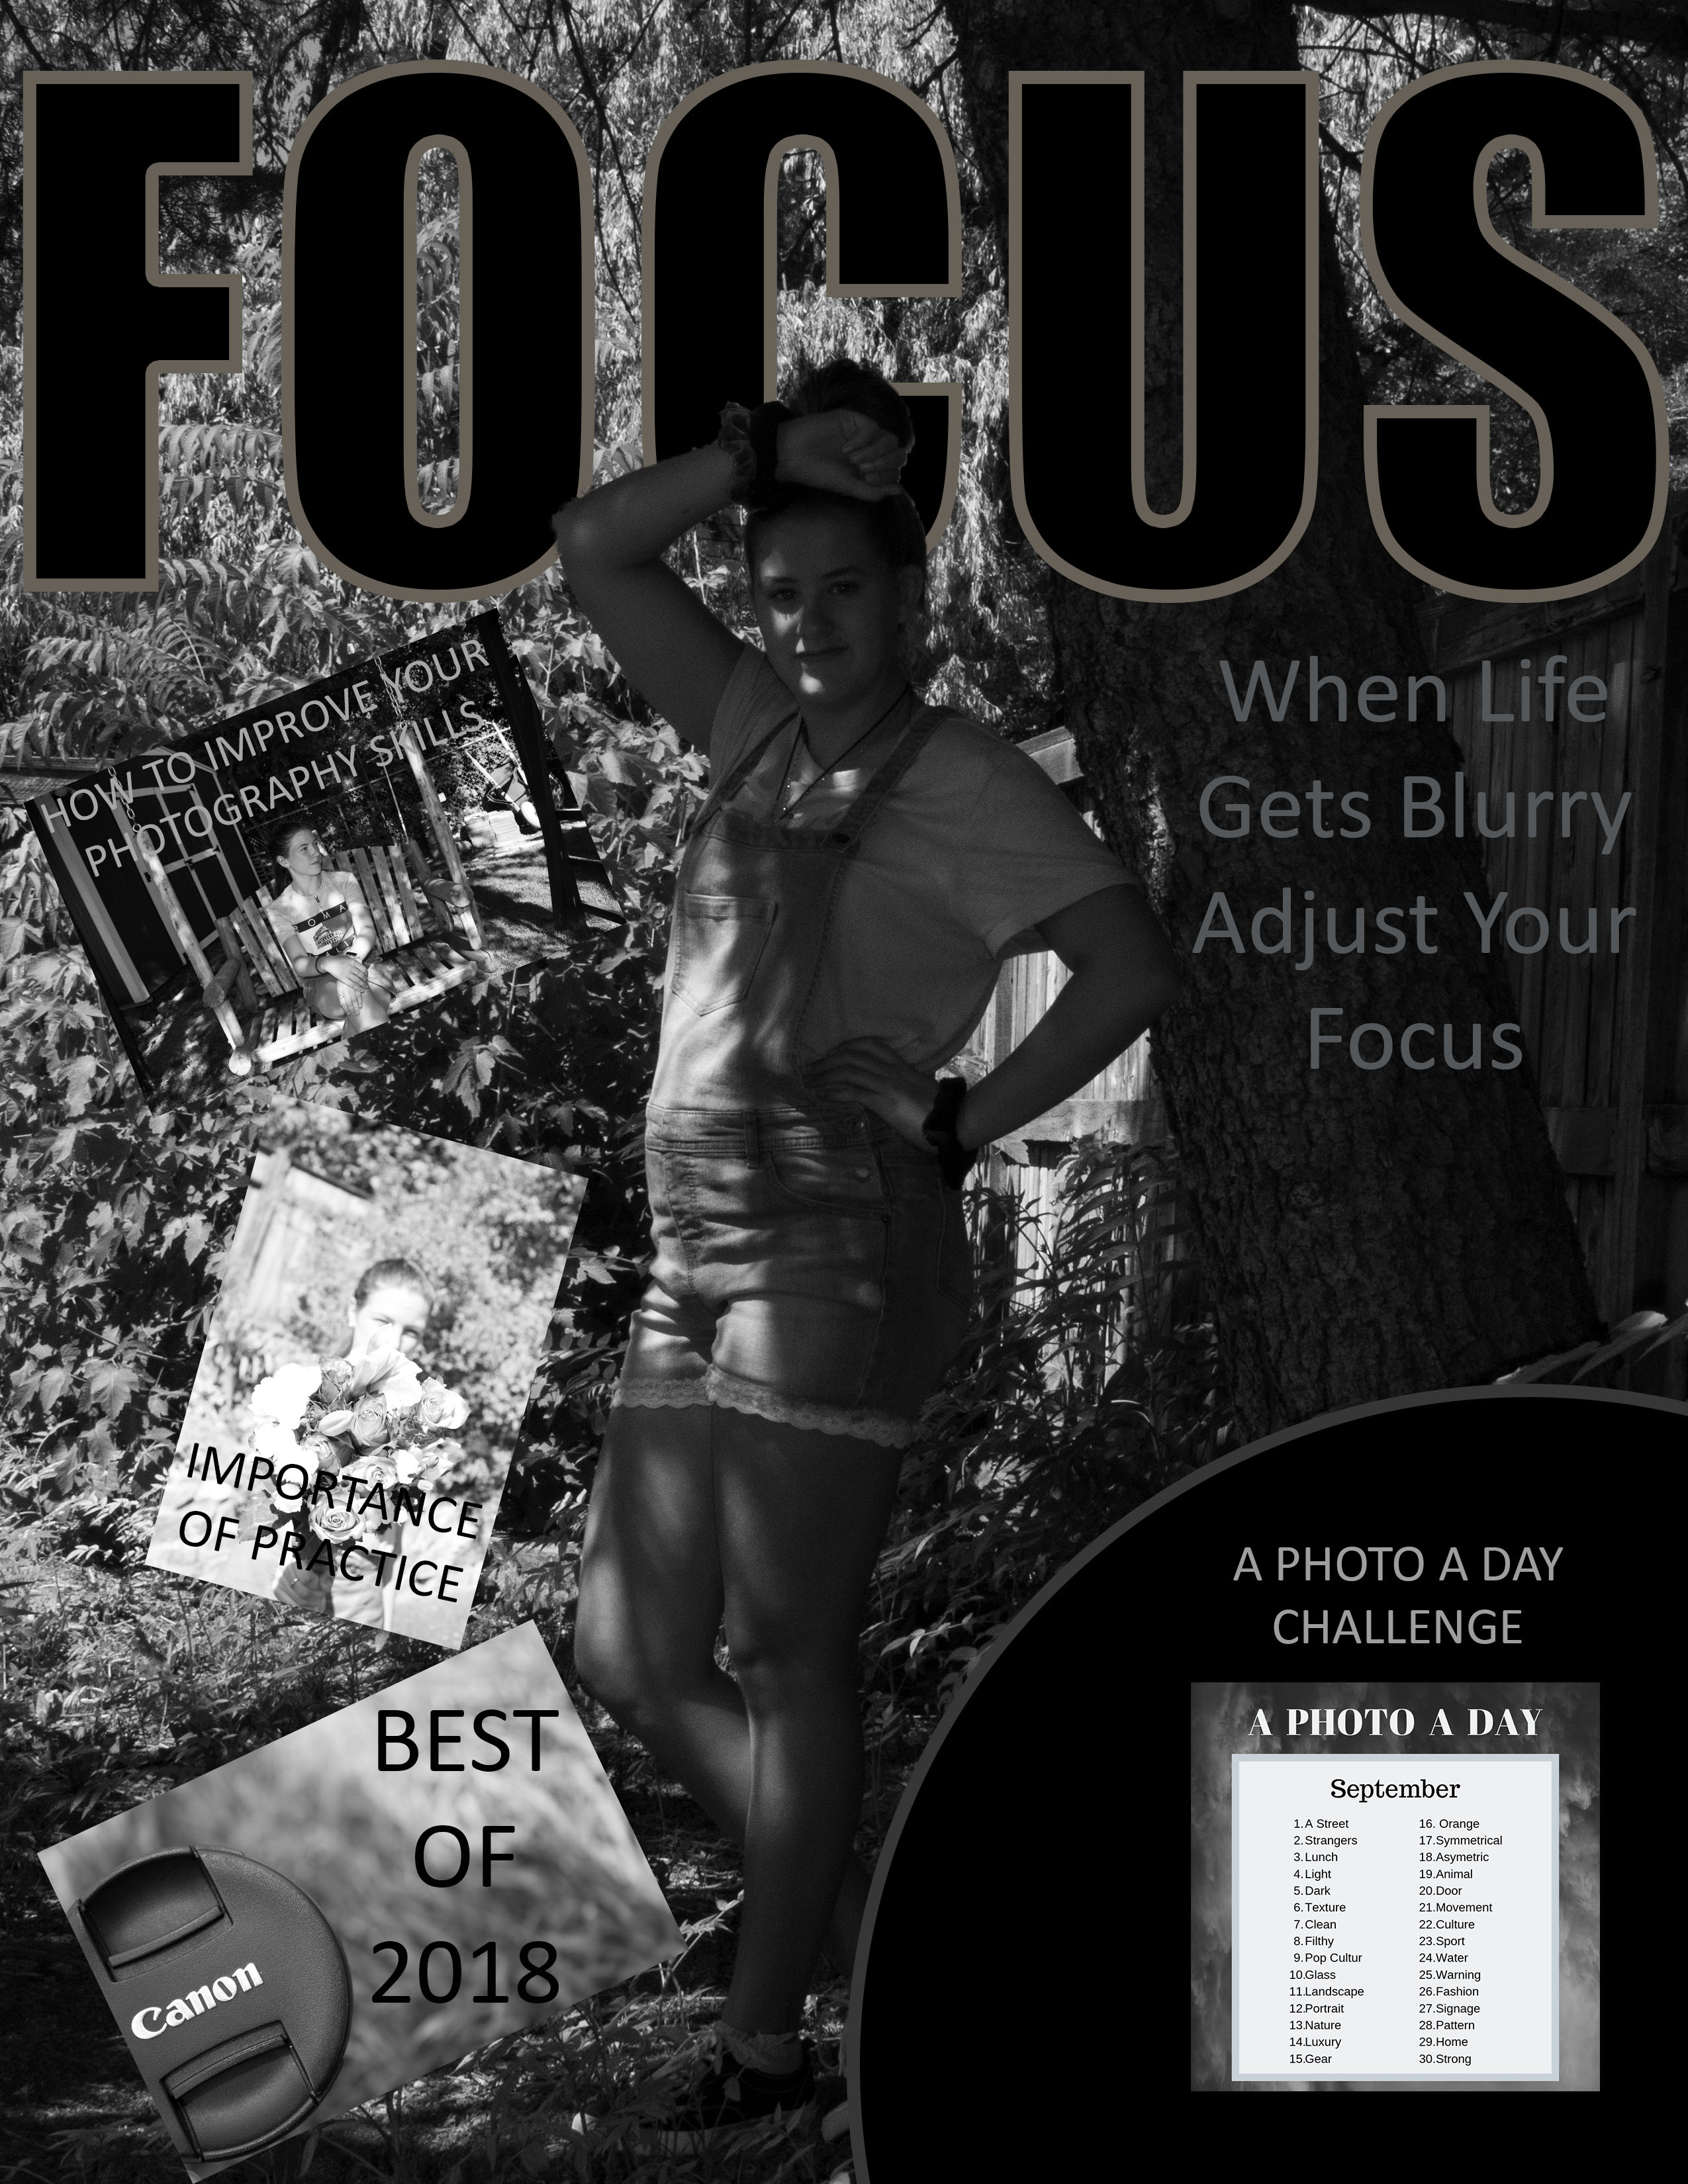 FOCUS
HOW TO IMPROVE YOUR
PHOTOGRAPHY SKILLS
ROMA
When Life
Gets Blurry
Adjust Your
Focus
IMPORTANCE
OF PRACTICE
BEST
OF
2018
Canon
A PHOTO A DAY
CHALLENGE
A PHOTO A DAY
September
1. A Street
2. Strangers
3. Lunch
4. Light
5. Dark
6. Texture
7. Clean
8. Filthy
9. Pop Cultur
10. Glass
11. Landscape
12. Portrait
13. Nature
14. Luxury
15. Gear
16. Orange
17. Symmetrical
18. Asymetric
19. Animal
20. Door
21. Movement
22. Culture
23. Sport
24. Water
25. Warning
26. Fashion
27. Signage
28. Pattern
29. Home
30. Strong